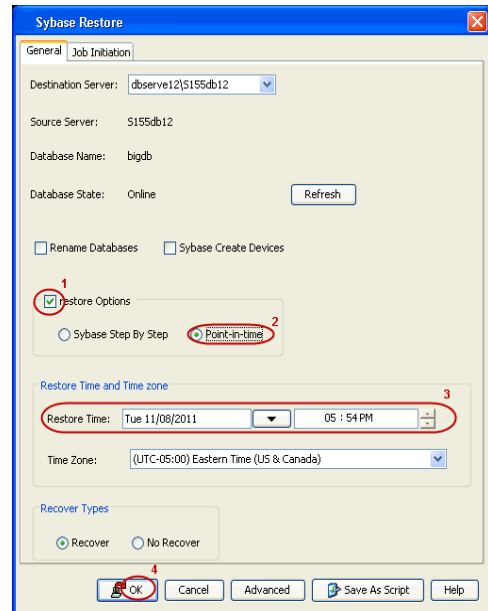 Sybase Restore
General Job Initiation
Destination Server: dbserve12\S155db12
Source Server: S155db12
Database Name: bigdb
Database State: Online Refresh
Rename Databases Sybase Create Devices
1
restore Options
2
Sybase Step By Step Point-in-time
Restore Time and Time zone
3
Restore Time: Tue 11/08/2011 05 : 54 PM
Time Zone: (UTC-05:00) Eastern Time (US & Canada)
Recover Types
Recover No Recover
4
OK Cancel Advanced Save As Script Help